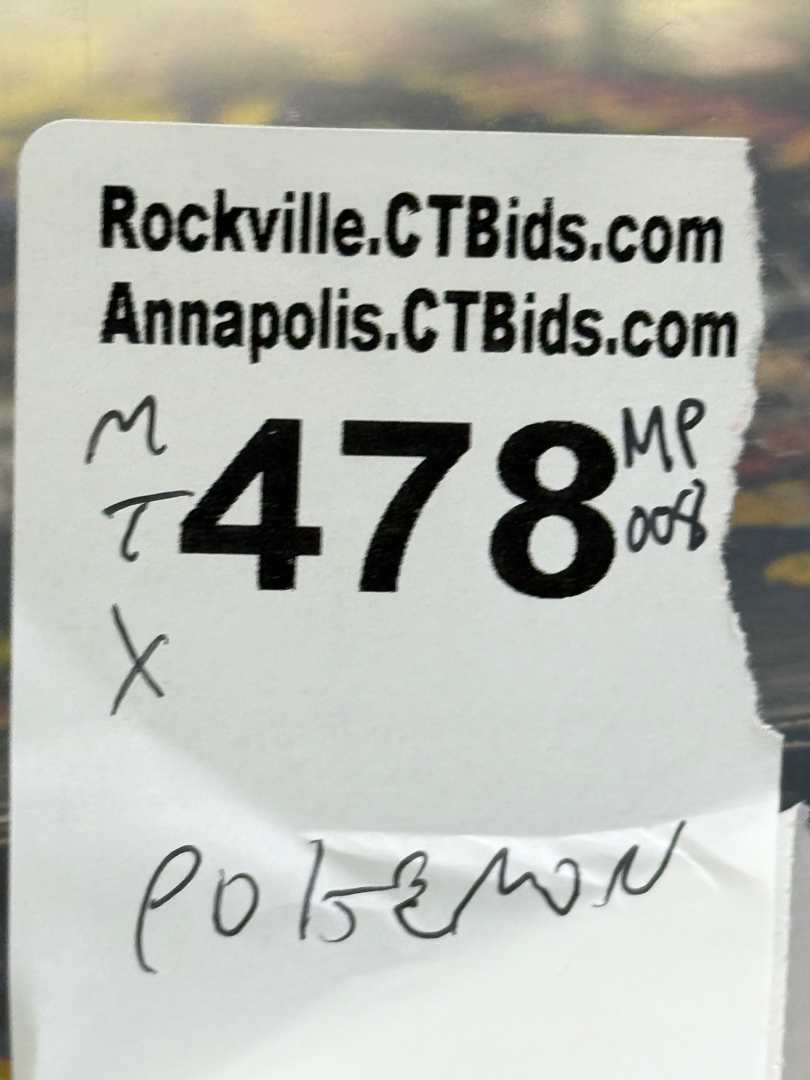 Rockville.CTBids.com
Annapolis.CTBids.com
M 478 MP
T 008
X
POKEMON